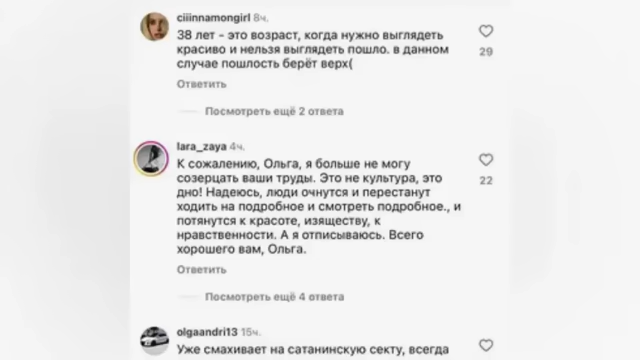 ciiinnamongirl 8ч.
38 лет - это возраст, когда нужно выглядеть
красиво и нельзя выглядеть пошло. в данном
случае пошлость берёт верх(
29
Ответить
Посмотреть ещё 2 ответа
lara_zaya 4ч.
К сожалению, Ольга, я больше не могу
созерцать ваши труды. Это не культура, это
дно! Надеюсь, люди очнутся и перестанут
ходить на подробное и смотреть подробное., и
потянутся к красоте, изяществу, к
нравственности. А я отписываюсь. Всего
хорошего вам, Ольга.
22
Ответить
Посмотреть ещё 4 ответа
olgaandri13 15ч.
Уже смахивает на сатанинскую секту, всегда